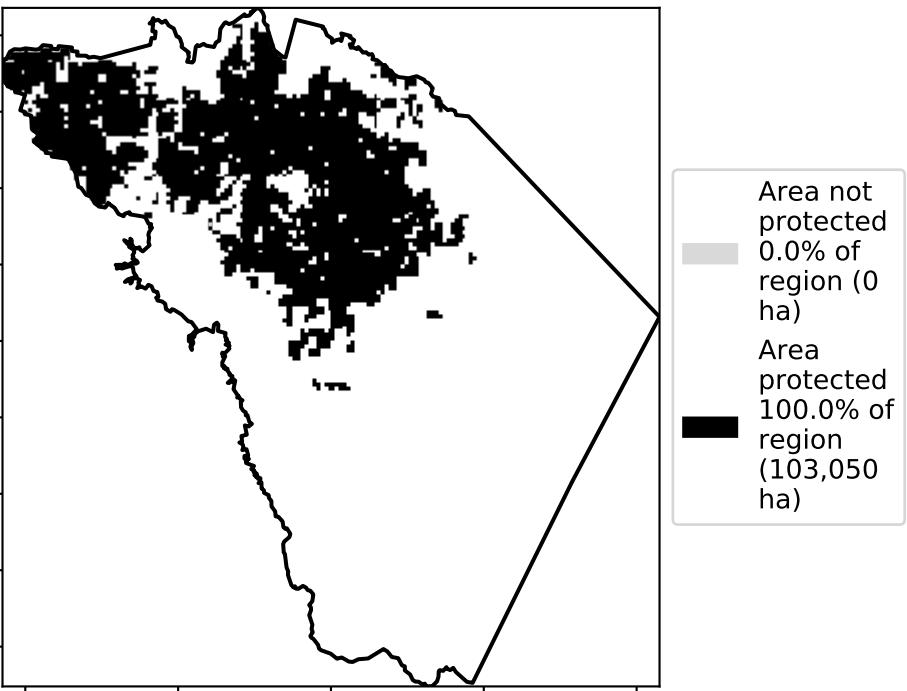 Area not
protected
0.0% of
region (0
ha)
Area
protected
100.0% of
region
(103,050
ha)